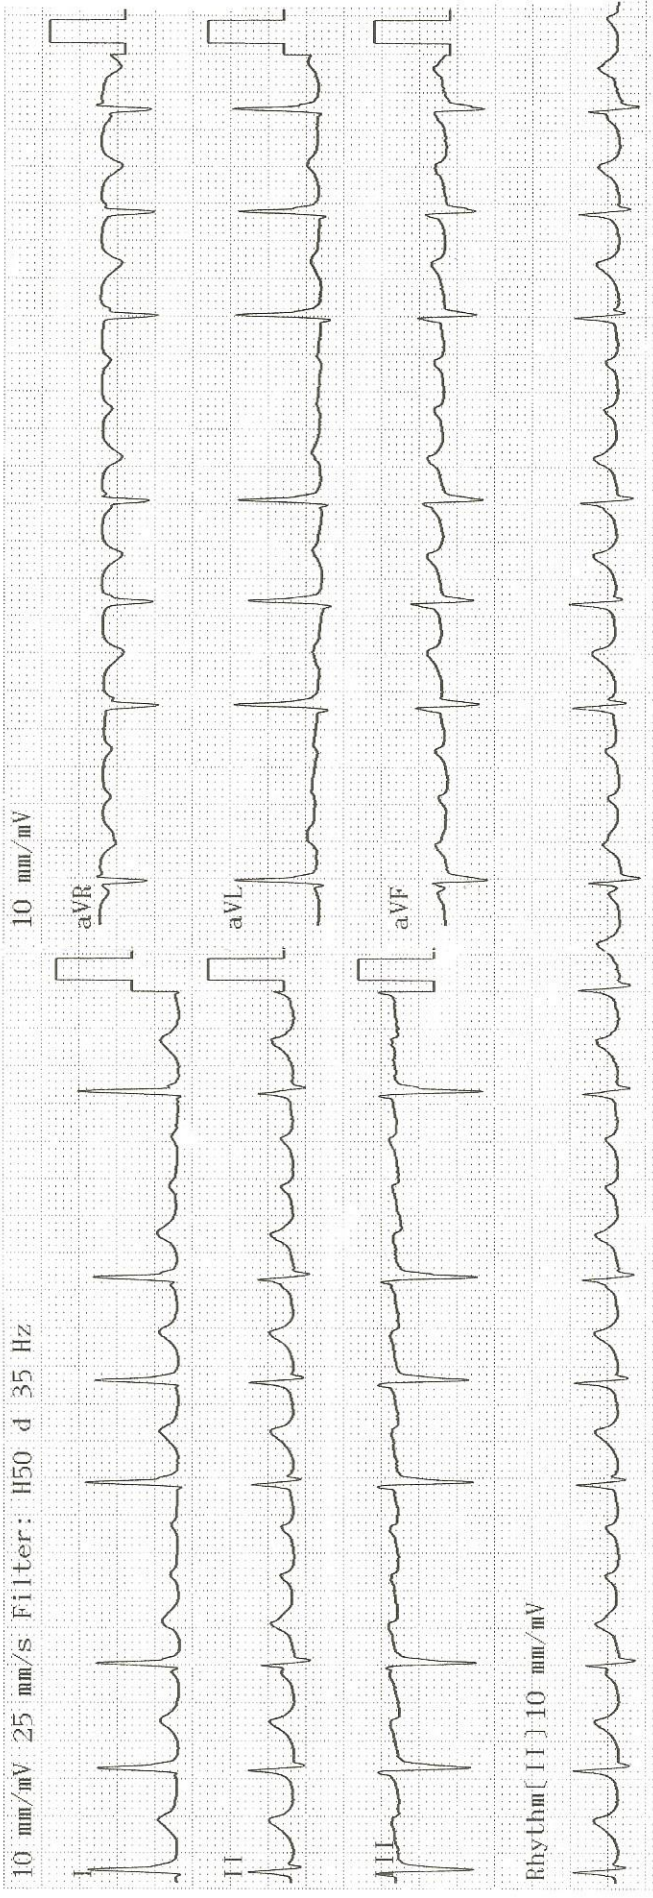 10 mm/mV 25 mm/s Filter: H50 d 35 Hz
10 mm/mV
I
aVR
II
aVL
III
aVF
Rhythm[II]10 mm/mV